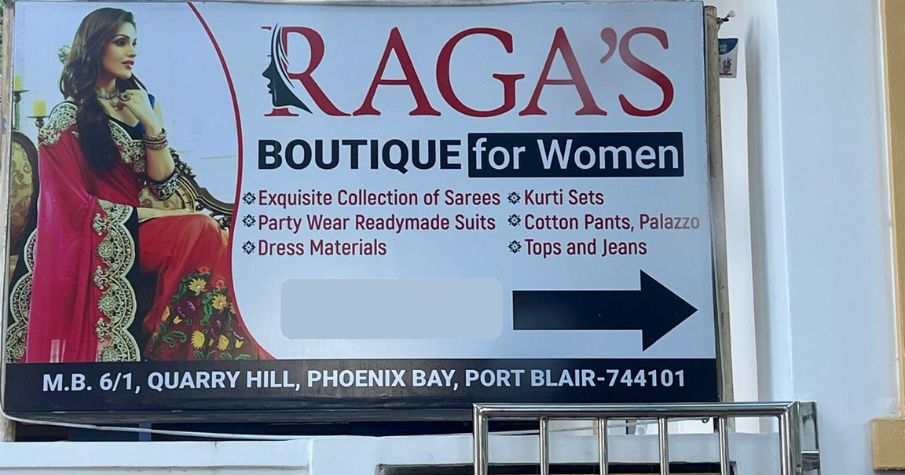 RAGA'S
BOUTIQUE for Women
Exquisite Collection of Sarees
Party Wear Readymade Suits
Dress Materials
Kurti Sets
Cotton Pants, Palazzo
Tops and Jeans
M.B. 6/1, QUARRY HILL, PHOENIX BAY, PORT BLAIR-744101